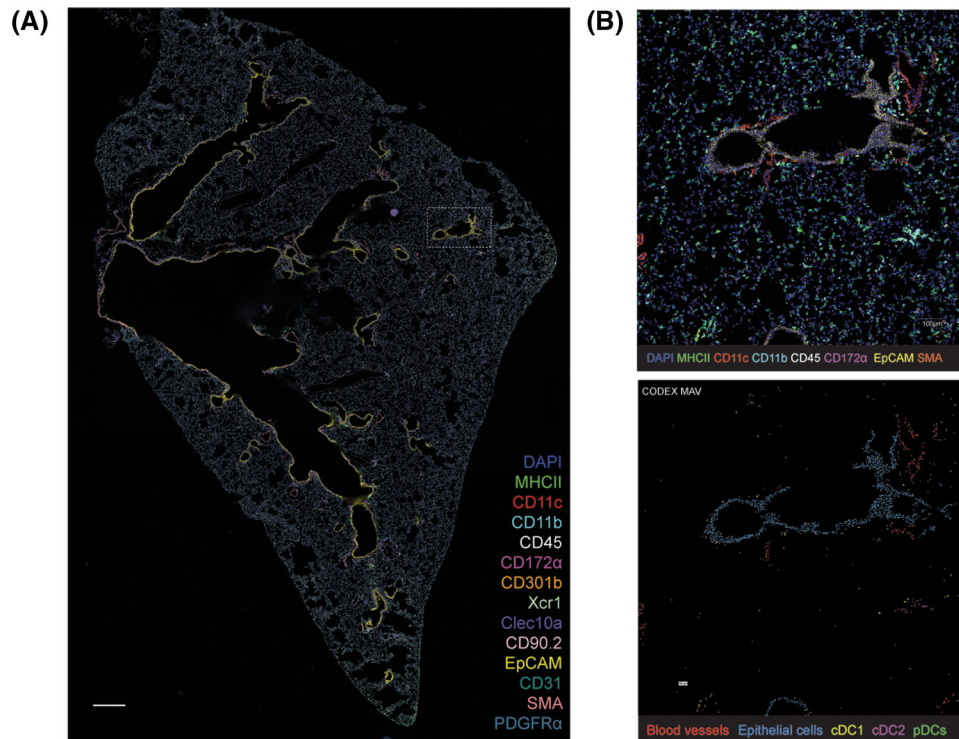 (A)
DAPI
MHCII
CD11c
CD11b
CD45
CD172α
CD301b
Xcr1
Clec10a
CD90.2
EpCAM
CD31
SMA
PDGFRα
(B)
100μm
DAPI MHCII CD11c CD11b CD45 CD172α EpCAM SMA
CODEX MAV
Blood vessels Epithelial cells cDC1 cDC2 pDCs